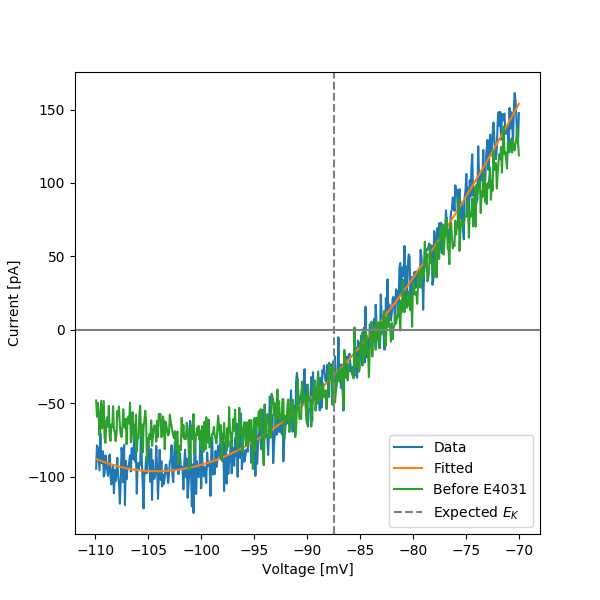 150
100
50
0
−50
−100
−110
−105
−100
−95
−90
−85
−80
−75
−70
Current [pA]
Voltage [mV]
Data
Fitted
Before E4031
Expected E_K